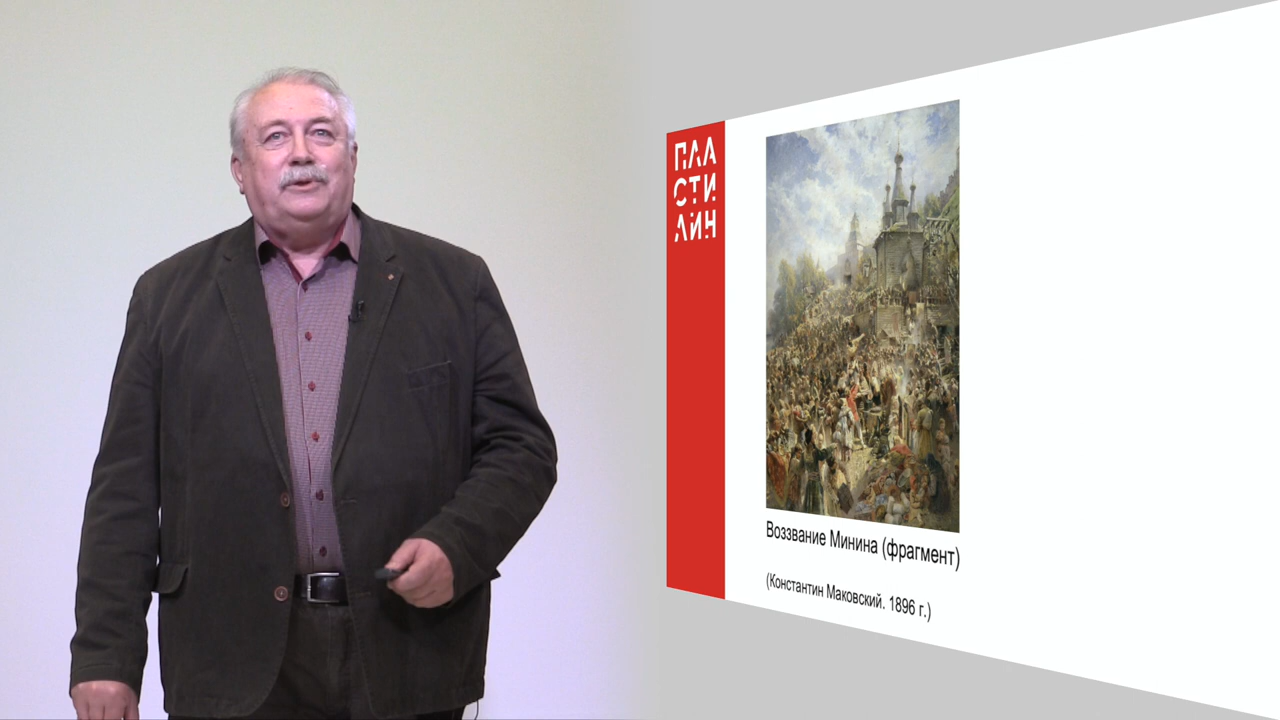 ПЛА
СТИ
ЛИН
Воззвание Минина (фрагмент)
(Константин Маковский. 1896 г.)